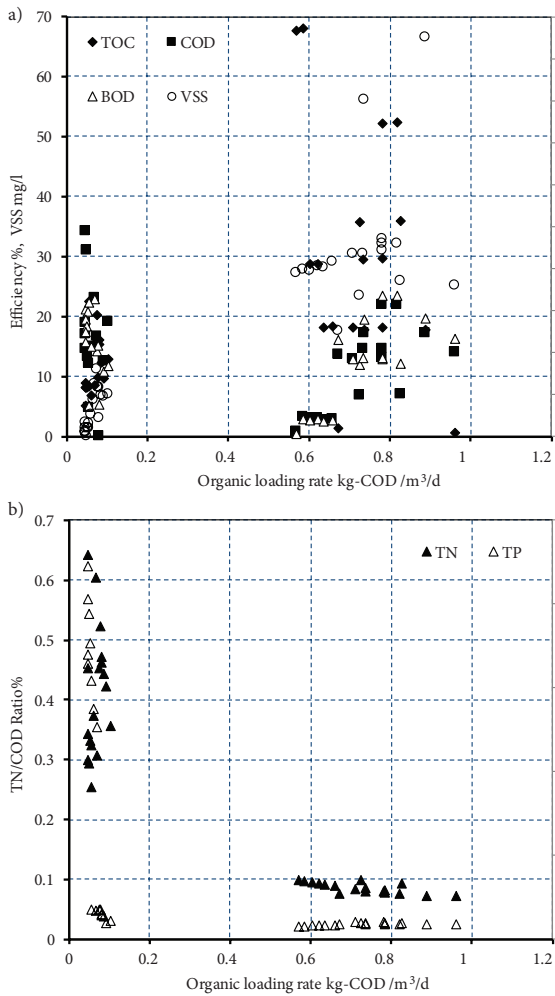 a)
70
60
50
40
30
20
10
0
Efficiency %, VSS mg/l
TOC COD
BOD VSS
0 0.2 0.4 0.6 0.8 1 1.2
Organic loading rate kg-COD /m³/d
b)
0.7
0.6
0.5
0.4
0.3
0.2
0.1
0
TN/COD Ratio%
TN TP
0 0.2 0.4 0.6 0.8 1.0 1.2
Organic loading rate kg-COD /m³/d